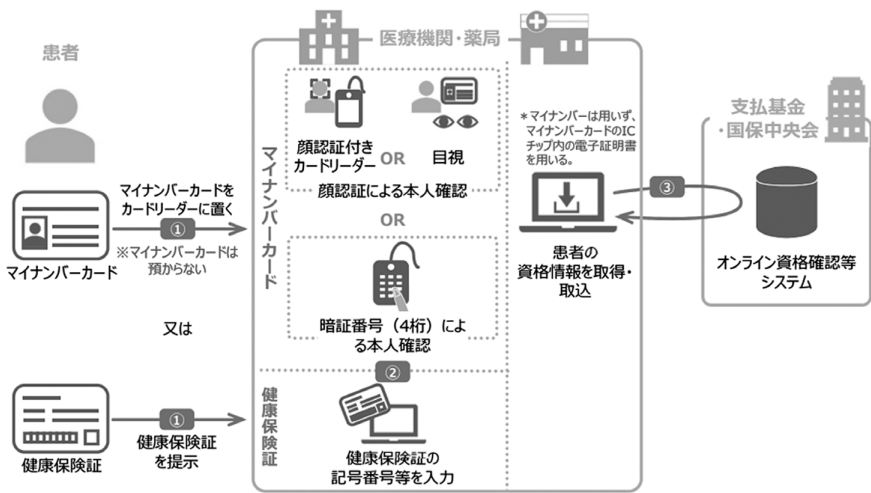 患者
マイナンバーカード
マイナンバーカードを
カードリーダーに置く
①
※マイナンバーカードは
預からない
又は
健康保険証
①
健康保険証
を提示
医療機関・薬局
マイナンバーカード
顔認証付き
カードリーダー
OR
目視
顔認証による本人確認
OR
暗証番号（4桁）によ
る本人確認
②
健康保険証
健康保険証の
記号番号等を入力
＊マイナンバーは用いず、
マイナンバーカードのIC
チップ内の電子証明書
を用いる。
患者の
資格情報を取得・
取込
③
支払基金
・国保中央会
オンライン資格確認等
システム